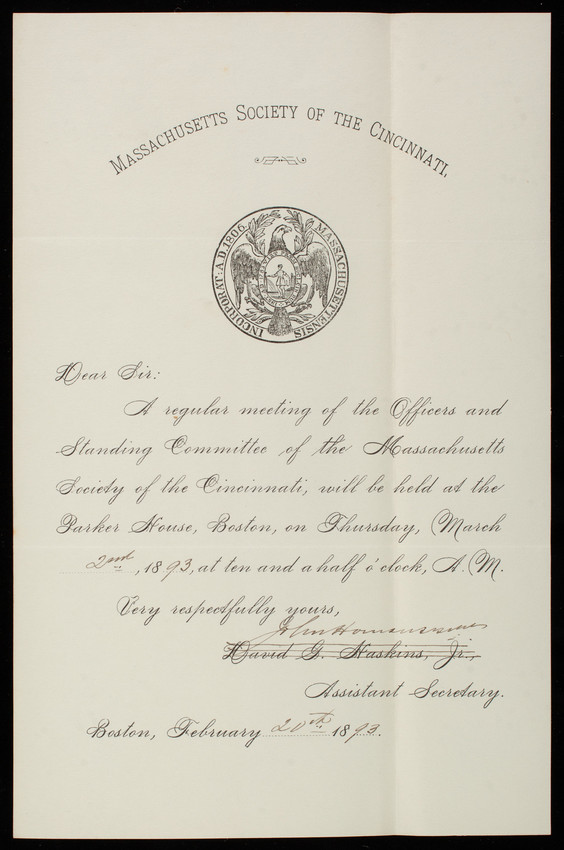 MASSACHUSETTS SOCIETY OF THE CINCINNATI,
INCORPORAT: A.D. 1806. MASSACHUSETTENSIS
Dear Sir:
A regular meeting of the Officers and
Standing Committee of the Massachusetts
Society of the Cincinnati, will be held at the
Parker House, Boston, on Thursday, March
2nd, 1893, at ten and a half o'clock, A. M.
Very respectfully yours,
John Homans
David G. Haskins, Jr.,
Assistant Secretary.
Boston, February 20th 1893.